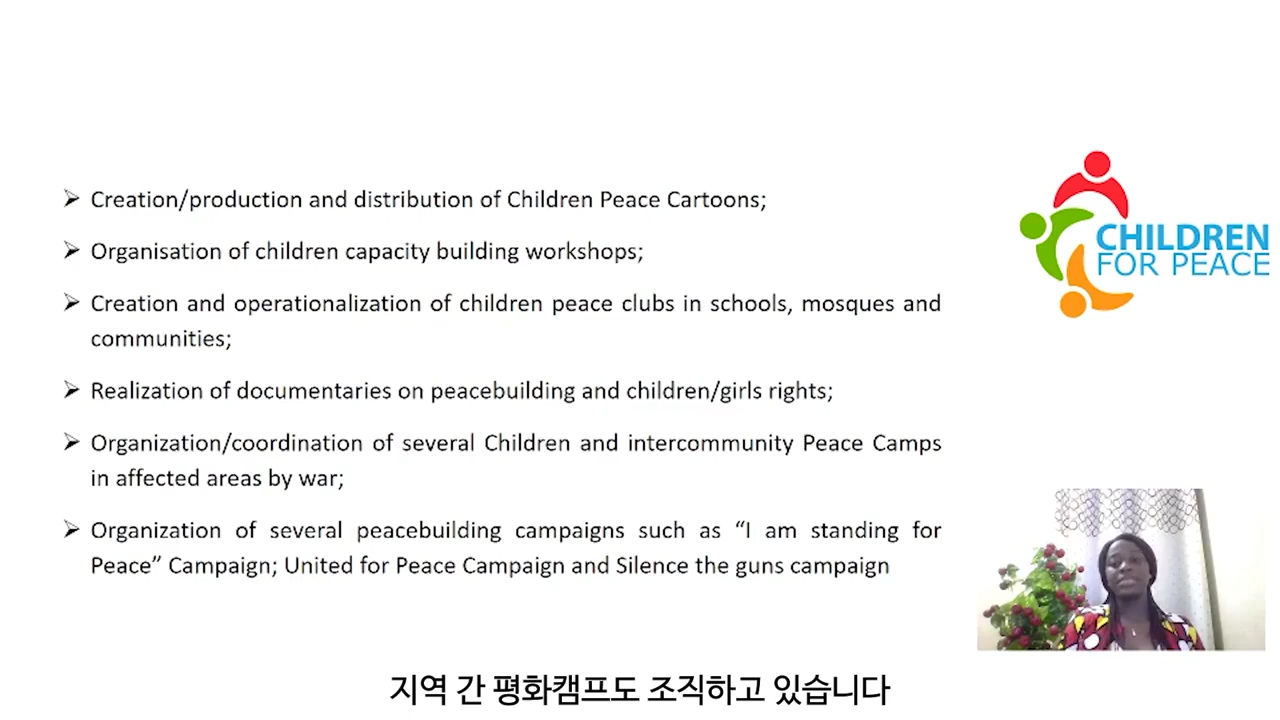 ➢ Creation/production and distribution of Children Peace Cartoons;
➢ Organisation of children capacity building workshops;
➢ Creation and operationalization of children peace clubs in schools, mosques and
communities;
➢ Realization of documentaries on peacebuilding and children/girls rights;
➢ Organization/coordination of several Children and intercommunity Peace Camps
in affected areas by war;
➢ Organization of several peacebuilding campaigns such as “I am standing for
Peace” Campaign; United for Peace Campaign and Silence the guns campaign
CHILDREN
FOR PEACE
지역 간 평화캠프도 조직하고 있습니다